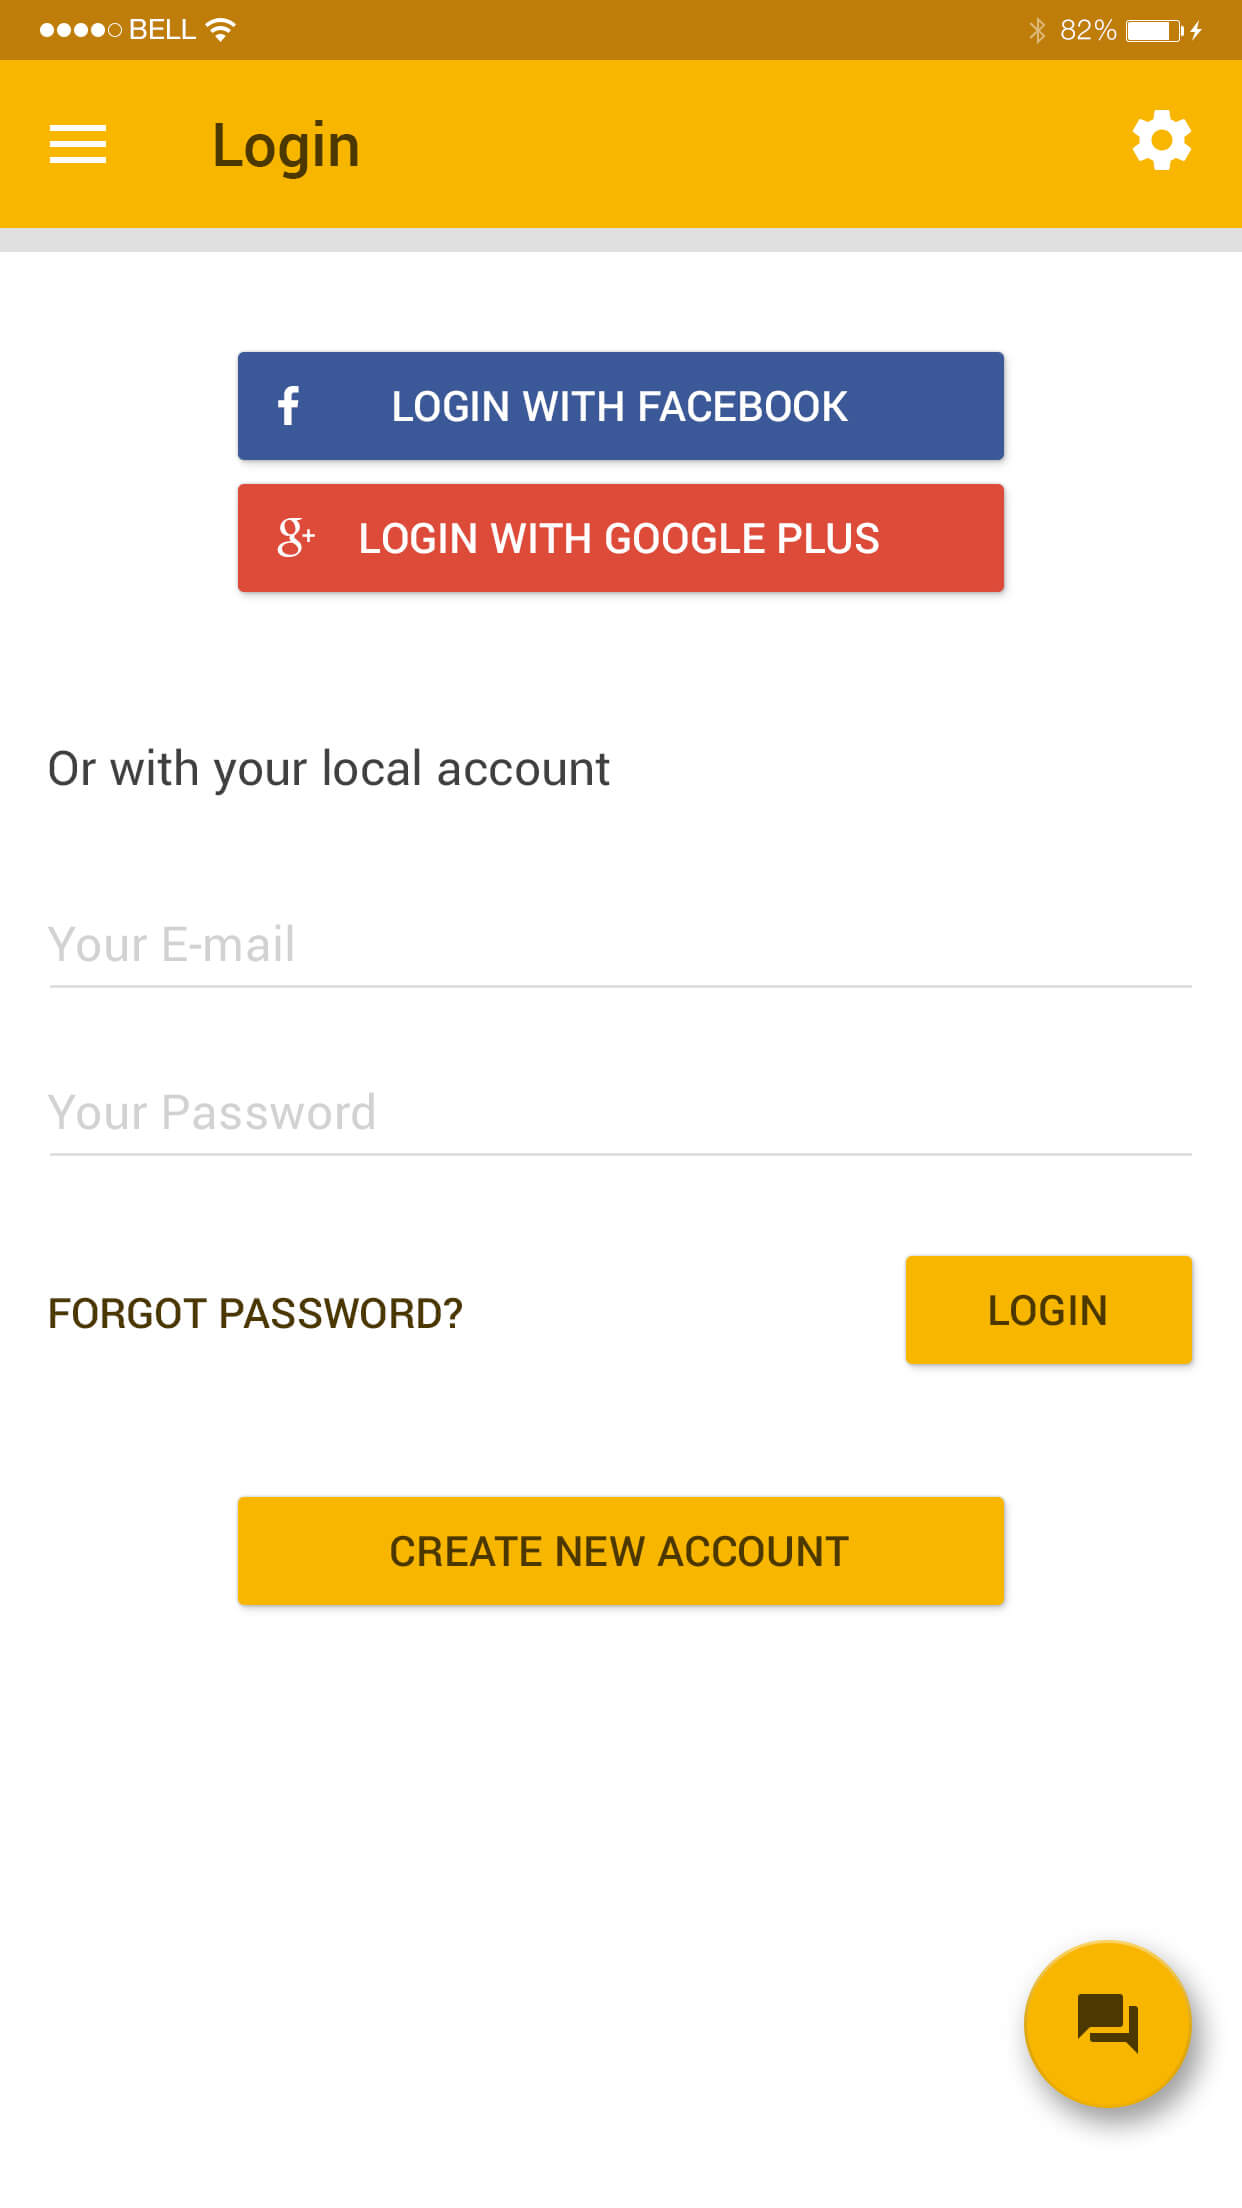 BELL 82%
Login
LOGIN WITH FACEBOOK
LOGIN WITH GOOGLE PLUS
Or with your local account
Your E-mail
Your Password
FORGOT PASSWORD? LOGIN
CREATE NEW ACCOUNT